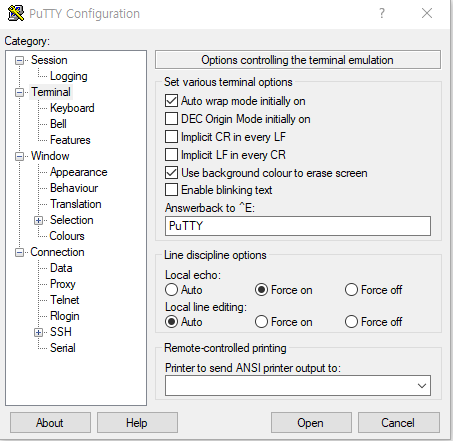 PuTTY Configuration
Category:
Session
Logging
Terminal
Keyboard
Bell
Features
Window
Appearance
Behaviour
Translation
Selection
Colours
Connection
Data
Proxy
Telnet
Rlogin
SSH
Serial
Options controlling the terminal emulation
Set various terminal options
Auto wrap mode initially on
DEC Origin Mode initially on
Implicit CR in every LF
Implicit LF in every CR
Use background colour to erase screen
Enable blinking text
Answerback to ^E:
PuTTY
Line discipline options
Local echo:
Auto Force on Force off
Local line editing:
Auto Force on Force off
Remote-controlled printing
Printer to send ANSI printer output to:
About Help Open Cancel